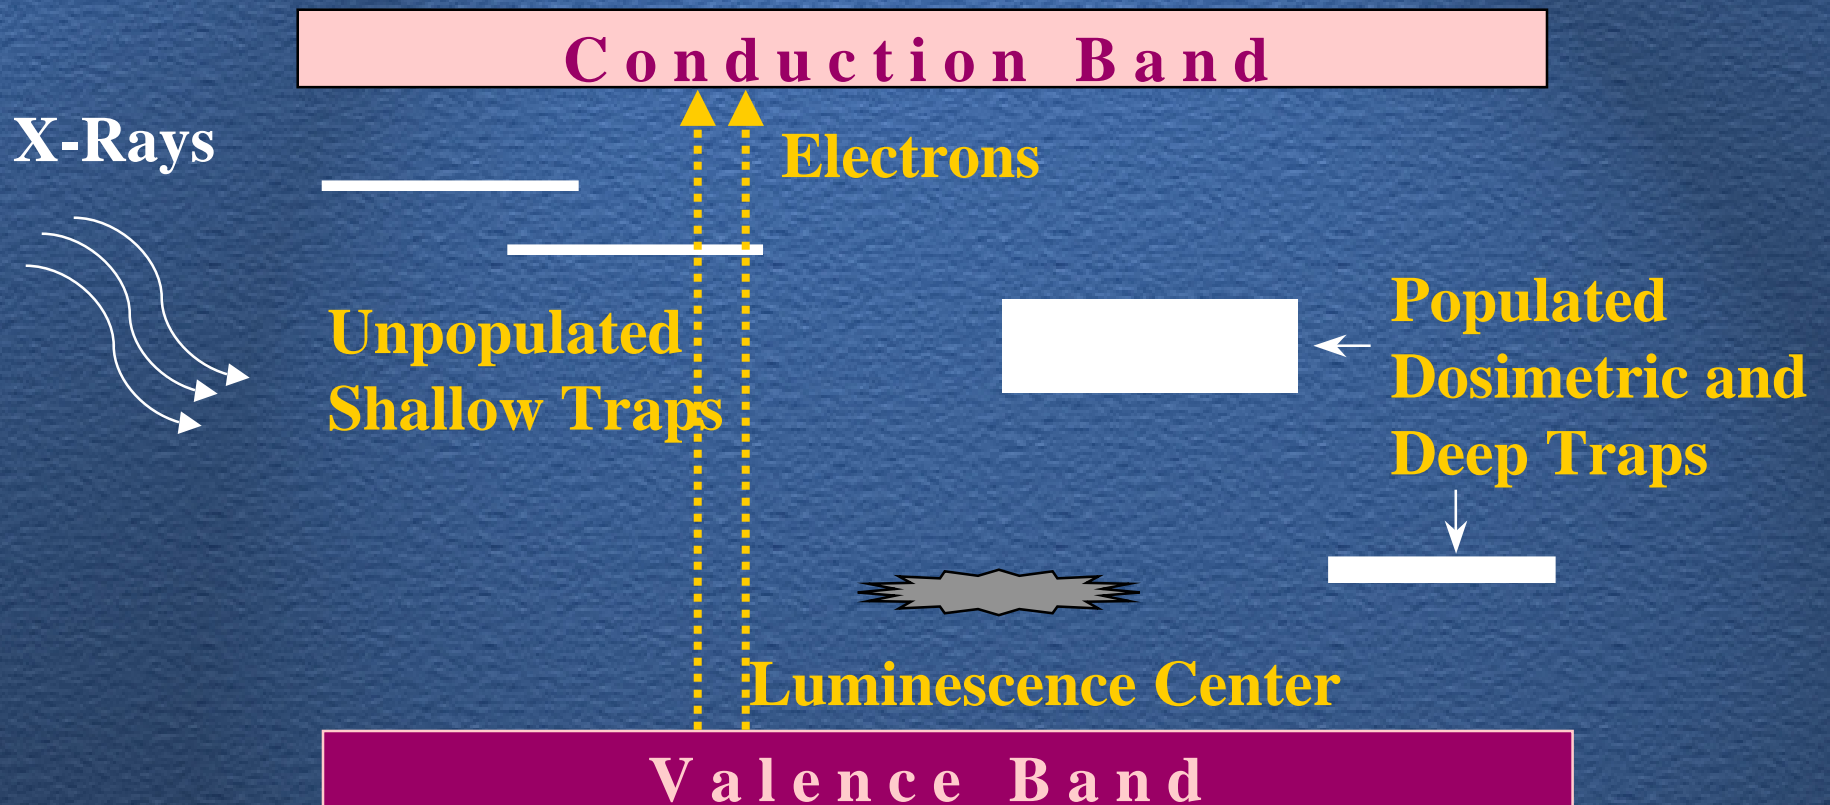 Conduction Band
X-Rays
Electrons
Unpopulated
Shallow Traps
Populated
Dosimetric and
Deep Traps
Luminescence Center
Valence Band